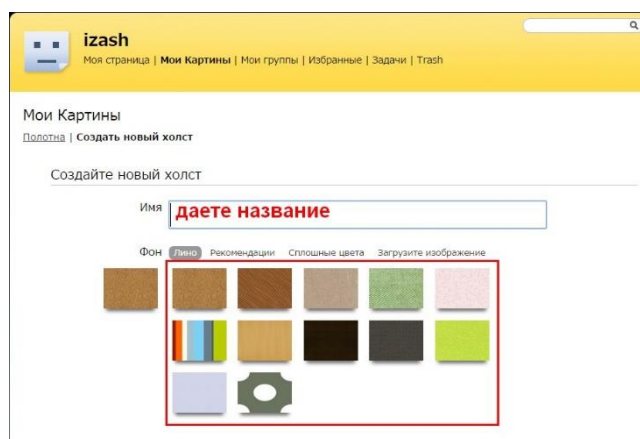 izash
Моя страница | Мои Картины | Мои группы | Избранные | Задачи | Trash
Мои Картины
Полотна | Создать новый холст
Создайте новый холст
Имя даете название
Фон Лино Рекомендации Сплошные цвета Загрузите изображение